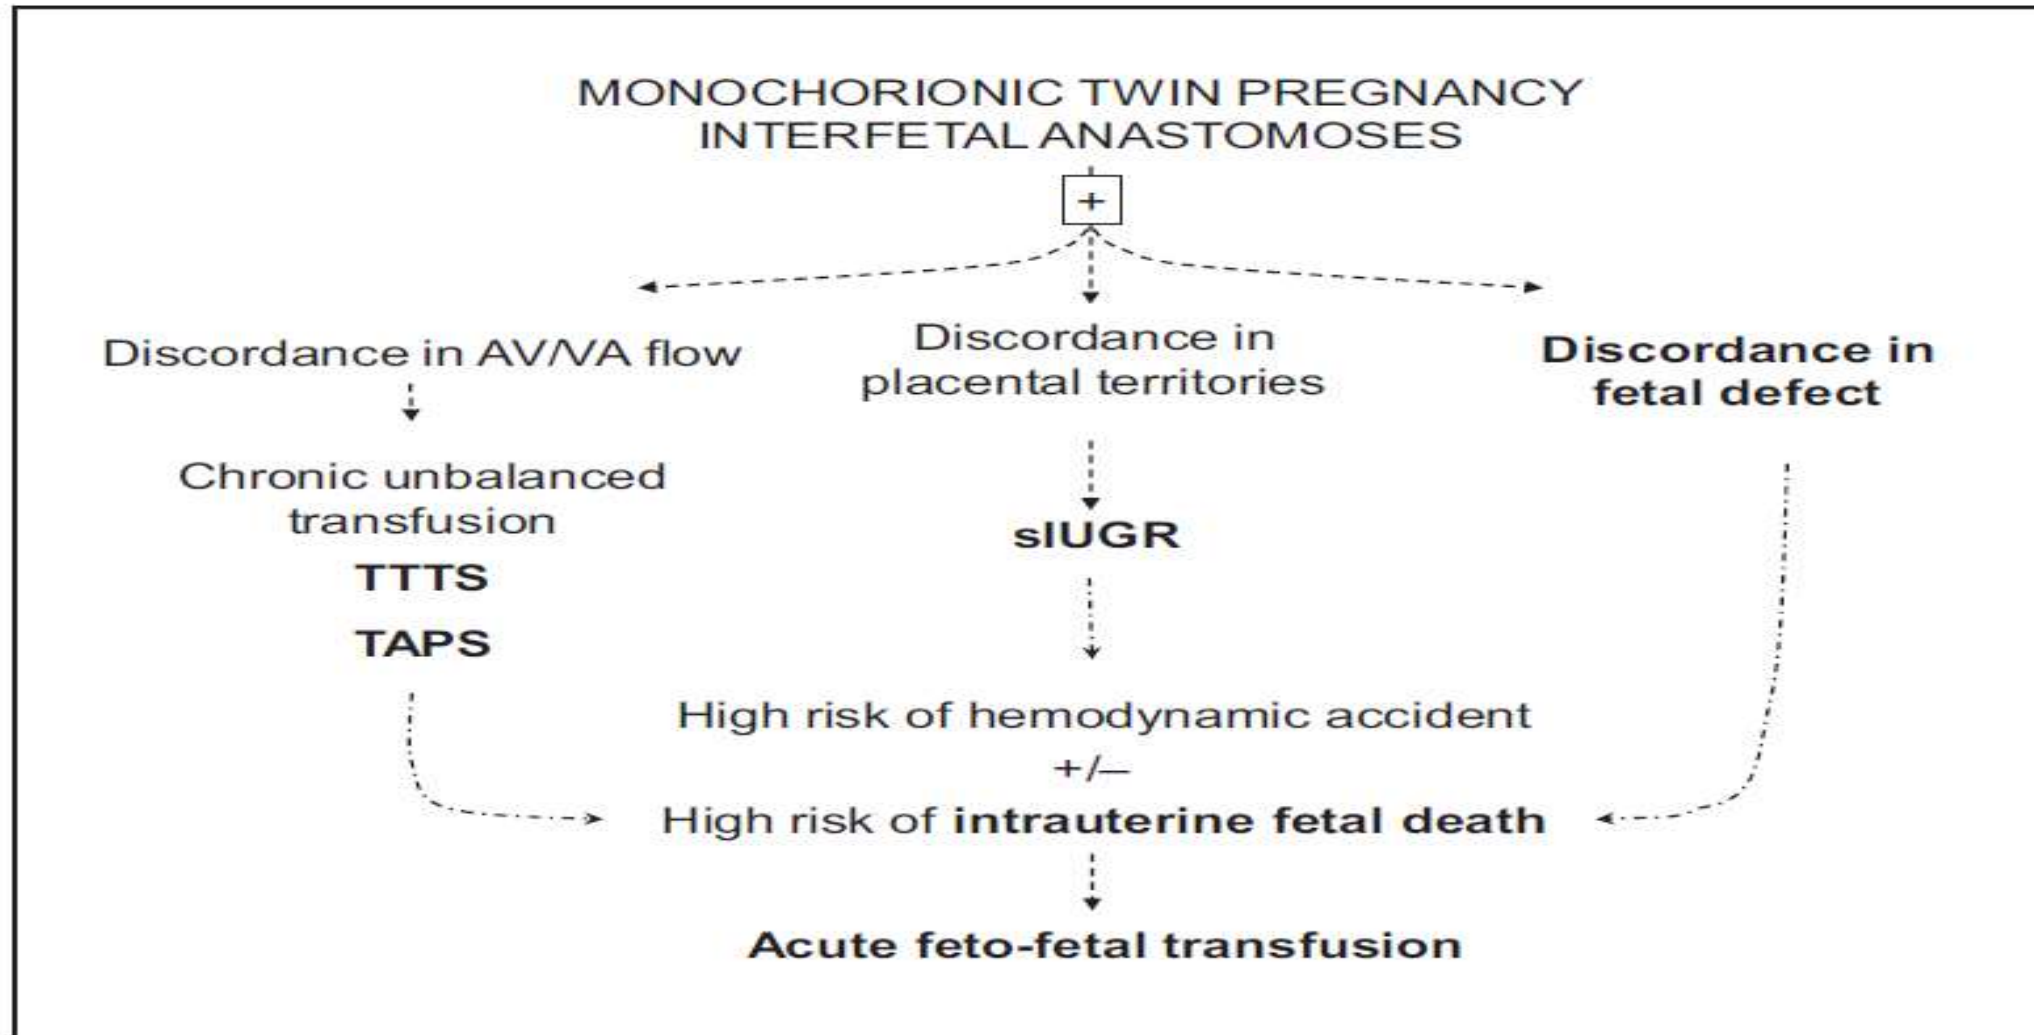 MONOCHORIONIC TWIN PREGNANCY
INTERFETAL ANASTOMOSES
+
Discordance in AV/VA flow
Discordance in
placental territories
Discordance in
fetal defect
Chronic unbalanced
transfusion
TTTS
TAPS
sIUGR
High risk of hemodynamic accident
+/–
High risk of intrauterine fetal death
Acute feto-fetal transfusion